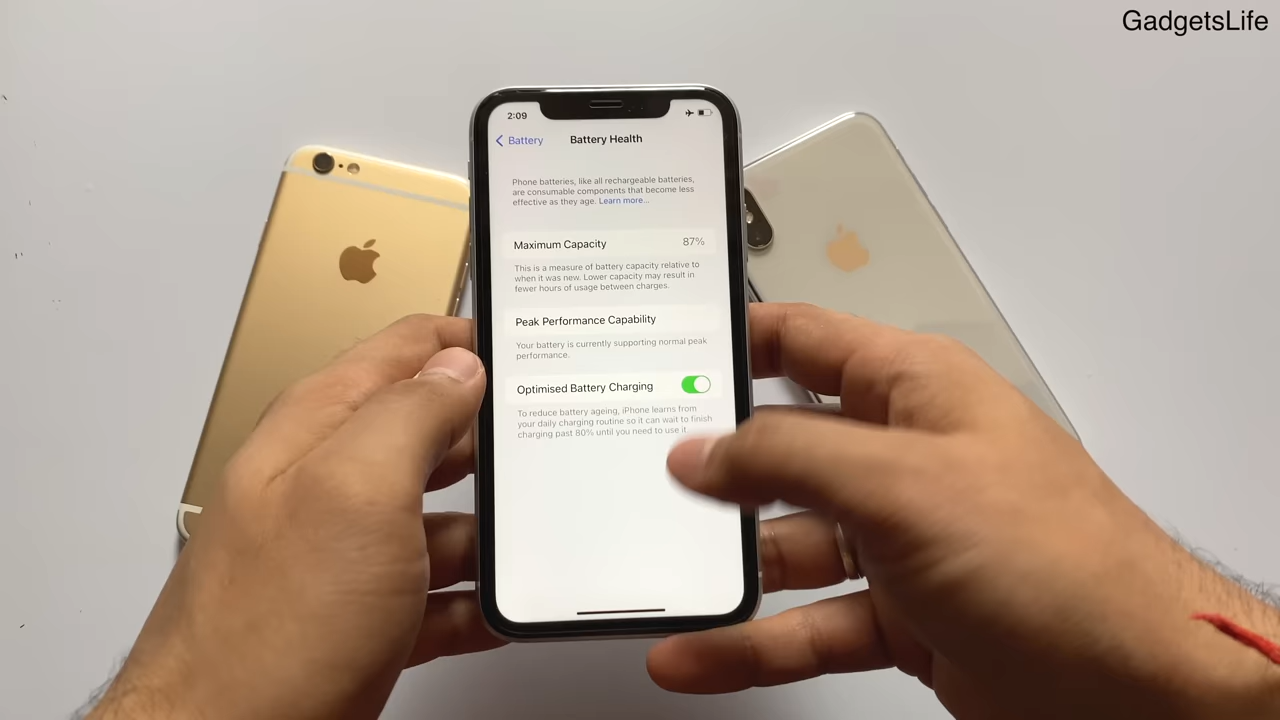 GadgetsLife
2:09
Battery
Battery Health
Phone batteries, like all rechargeable batteries,
are consumable components that become less
effective as they age. Learn more...
Maximum Capacity 87%
This is a measure of battery capacity relative to
when it was new. Lower capacity may result in
fewer hours of usage between charges.
Peak Performance Capability
Your battery is currently supporting normal peak
performance.
Optimised Battery Charging
To reduce battery ageing, iPhone learns from
your daily charging routine so it can wait to finish
charging past 80% until you need to use it.